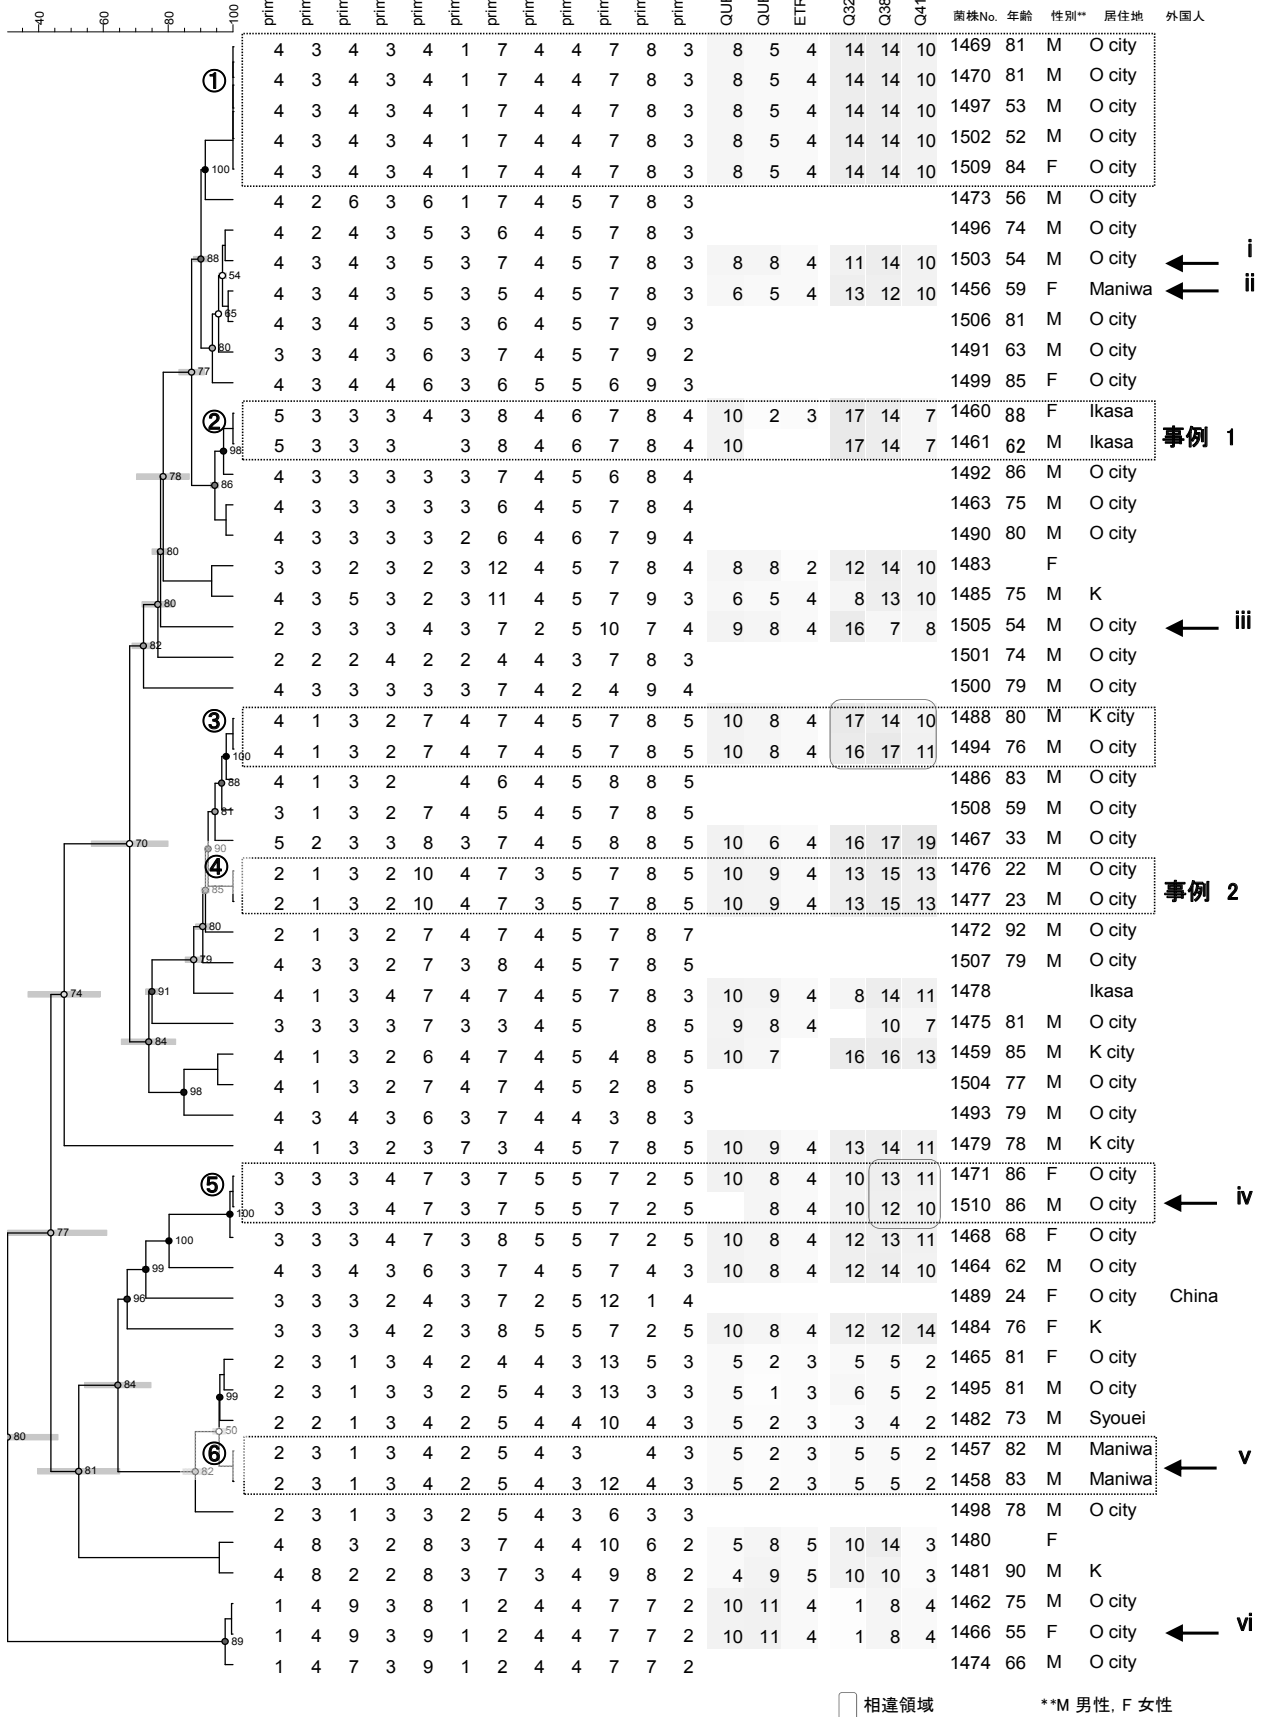 -40 -60 -80 -100 prim prim prim prim prim prim prim prim prim prim prim prim QU QU ETR Q32 Q38 Q41 菌株No. 年齢 性別** 居住地 外国人
① 4 3 4 3 4 1 7 4 4 7 8 3 8 5 4 14 14 10 1469 81 M O city
4 3 4 3 4 1 7 4 4 7 8 3 8 5 4 14 14 10 1470 81 M O city
4 3 4 3 4 1 7 4 4 7 8 3 8 5 4 14 14 10 1497 53 M O city
4 3 4 3 4 1 7 4 4 7 8 3 8 5 4 14 14 10 1502 52 M O city
100 4 3 4 3 4 1 7 4 4 7 8 3 8 5 4 14 14 10 1509 84 F O city
4 2 6 3 6 1 7 4 5 7 8 3 1473 56 M O city
4 2 4 3 5 3 6 4 5 7 8 3 1496 74 M O city
88 4 3 4 3 5 3 7 4 5 7 8 3 8 8 4 11 14 10 1503 54 M O city i
54 4 3 4 3 5 3 5 4 5 7 8 3 6 5 4 13 12 10 1456 59 F Maniwa ii
65 4 3 4 3 5 3 6 4 5 7 9 3 1506 81 M O city
80 3 3 4 3 6 3 7 4 5 7 9 2 1491 63 M O city
77 4 3 4 4 6 3 6 5 5 6 9 3 1499 85 F O city
② 5 3 3 3 4 3 8 4 6 7 8 4 10 2 3 17 14 7 1460 88 F Ikasa
98 5 3 3 3 3 8 4 6 7 8 4 10 17 14 7 1461 62 M Ikasa 事例 1
78 86 4 3 3 3 3 3 7 4 5 6 8 4 1492 86 M O city
4 3 3 3 3 3 6 4 5 7 8 4 1463 75 M O city
4 3 3 3 3 2 6 4 6 7 9 4 1490 80 M O city
80 3 3 2 3 2 3 12 4 5 7 8 4 8 8 2 12 14 10 1483 F
80 4 3 5 3 2 3 11 4 5 7 9 3 6 5 4 8 13 10 1485 75 M K
82 2 3 3 3 4 3 7 2 5 10 7 4 9 8 4 16 7 8 1505 54 M O city iii
2 2 2 4 2 2 4 4 3 7 8 3 1501 74 M O city
4 3 3 3 3 3 7 4 2 4 9 4 1500 79 M O city
③ 4 1 3 2 7 4 7 4 5 7 8 5 10 8 4 17 14 10 1488 80 M K city
100 4 1 3 2 7 4 7 4 5 7 8 5 10 8 4 16 17 11 1494 76 M O city
88 4 1 3 2 4 6 4 5 8 8 5 1486 83 M O city
81 3 1 3 2 7 4 5 4 5 7 8 5 1508 59 M O city
70 90 5 2 3 3 8 3 7 4 5 8 8 5 10 6 4 16 17 19 1467 33 M O city
④ 2 1 3 2 10 4 7 3 5 7 8 5 10 9 4 13 15 13 1476 22 M O city
85 2 1 3 2 10 4 7 3 5 7 8 5 10 9 4 13 15 13 1477 23 M O city 事例 2
80 2 1 3 2 7 4 7 4 5 7 8 7 1472 92 M O city
79 4 3 3 2 7 3 8 4 5 7 8 5 1507 79 M O city
74 91 4 1 3 4 7 4 7 4 5 7 8 3 10 9 4 8 14 11 1478 Ikasa
3 3 3 3 7 3 3 4 5 8 5 9 8 4 10 7 1475 81 M O city
84 4 1 3 2 6 4 7 4 5 4 8 5 10 7 16 16 13 1459 85 M K city
98 4 1 3 2 7 4 7 4 5 2 8 5 1504 77 M O city
4 3 4 3 6 3 7 4 4 3 8 3 1493 79 M O city
4 1 3 2 3 7 3 4 5 7 8 5 10 9 4 13 14 11 1479 78 M K city
⑤ 3 3 3 4 7 3 7 5 5 7 2 5 10 8 4 10 13 11 1471 86 F O city
100 3 3 3 4 7 3 7 5 5 7 2 5 8 4 10 12 10 1510 86 M O city iv
77 100 3 3 3 4 7 3 8 5 5 7 2 5 10 8 4 12 13 11 1468 68 F O city
99 4 3 4 3 6 3 7 4 5 7 4 3 10 8 4 12 14 10 1464 62 M O city
96 3 3 3 2 4 3 7 2 5 12 1 4 1489 24 F O city China
3 3 3 4 2 3 8 5 5 7 2 5 10 8 4 12 12 14 1484 76 F K
2 3 1 3 4 2 4 4 3 13 5 3 5 2 3 5 5 2 1465 81 F O city
84 99 2 3 1 3 3 2 5 4 3 13 3 3 5 1 3 6 5 2 1495 81 M O city
80 50 2 2 1 3 4 2 5 4 4 10 4 3 5 2 3 3 4 2 1482 73 M Syouei
⑥ 2 3 1 3 4 2 5 4 3 4 3 5 2 3 5 5 2 1457 82 M Maniwa
81 82 2 3 1 3 4 2 5 4 3 12 4 3 5 2 3 5 5 2 1458 83 M Maniwa v
2 3 1 3 3 2 5 4 3 6 3 3 1498 78 M O city
4 8 3 2 8 3 7 4 4 10 6 2 5 8 5 10 14 3 1480 F
4 8 2 2 8 3 7 3 4 9 8 2 4 9 5 10 10 3 1481 90 M K
1 4 9 3 8 1 2 4 4 7 7 2 10 11 4 1 8 4 1462 75 M O city
89 1 4 9 3 9 1 2 4 4 7 7 2 10 11 4 1 8 4 1466 55 F O city vi
1 4 7 3 9 1 2 4 4 7 7 2 1474 66 M O city
相違領域 **M 男性, F 女性